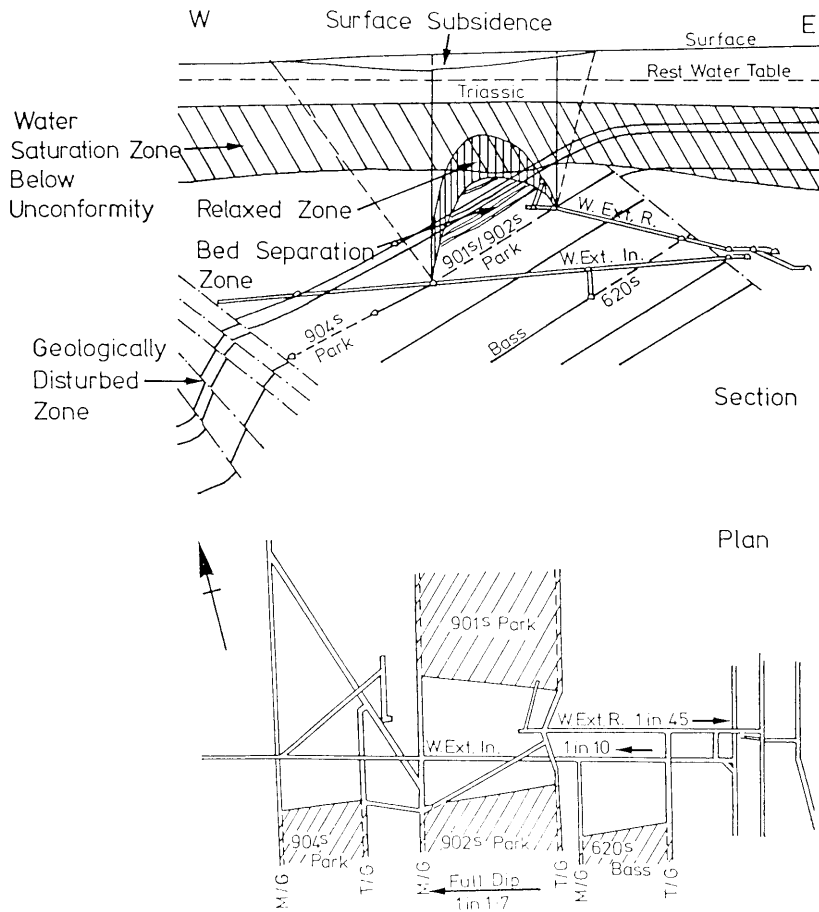 W
Surface Subsidence
E
Surface
Rest Water Table
Triassic
Water
Saturation Zone
Below
Unconformity
Relaxed Zone
Bed Separation
Zone
901s/902s
Park
W. Ext. R.
W.Ext. In.
620s
Bass
904s
Park
Geologically
Disturbed
Zone
Section
Plan
901s Park
W.Ext.R. 1 in 45
W.Ext. In.
1 in 10
904s
Park
902s Park
620s
Bass
M/G
T/G
M/G
Full Dip
1 in 1·7
T/G
M/G
T/G